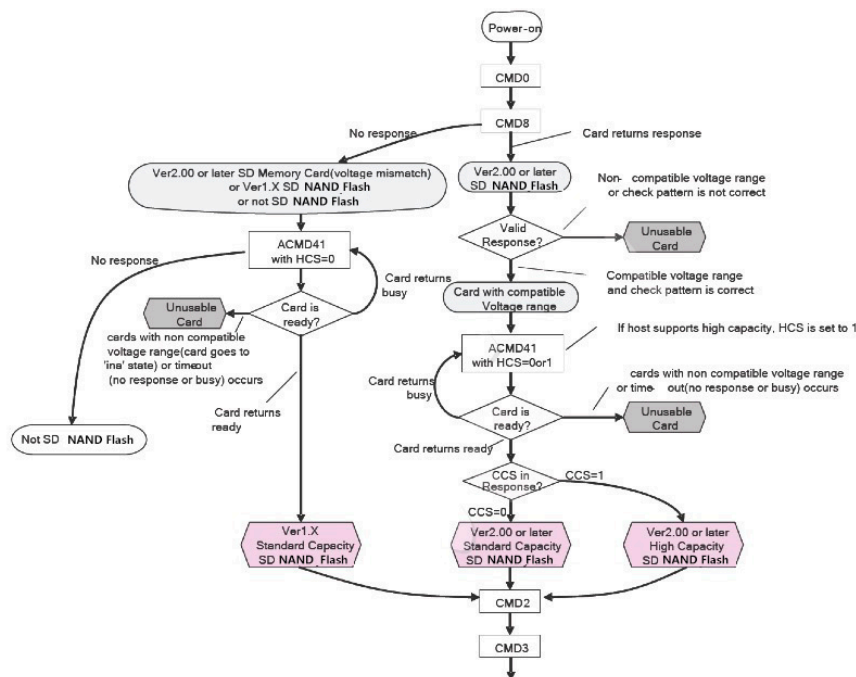 Power-on
CMD0
CMD8
No response
Card returns response
Ver2.00 or later SD Memory Card(voltage mismatch)
or Ver1.X SD NAND Flash
or not SD NAND Flash
Ver2.00 or later
SD NAND Flash
Non- compatible voltage range
or check pattern is not correct
Valid
Response?
Unusable
Card
ACMD41
with HCS=0
No response
Card returns
busy
Compatible voltage range
and check pattern is correct
Card with compatible
Voltage range
Unusable
Card
Card is
ready?
cards with non compatible
voltage range(card goes to
'ina' state) or timeout
(no response or busy) occurs
If host supports high capacity, HCS is set to 1
ACMD41
with HCS=0or1
Card returns
busy
cards with non compatible voltage range
or time- out(no response or busy) occurs
Card is
ready?
Unusable
Card
Card returns
ready
Not SD NAND Flash
Card returns ready
CCS in
Response?
CCS=1
CCS=0
Ver1.X
Standard Capacity
SD NAND Flash
Ver2.00 or later
Standard Capacity
SD NAND Flash
Ver2.00 or later
High Capacity
SD NAND Flash
CMD2
CMD3